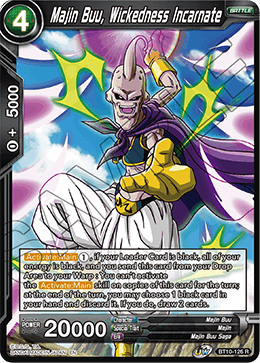 4
Majin Buu, Wickedness Incarnate
BATTLE
0 + 5000
Activate:Main 1, if your Leader Card is black, all of your
energy is black, and you send this card from your Drop
Area to your Warp : You can't activate
the Activate:Main skill on copies of this card for the
turn, and at the end of the turn, you may choose 1 black card in
your hand and discard it. If you do, draw 2 cards.
POWER
20000
Character
Majin Buu
Special Trait
Majin
Era
Majin Buu Saga
BT10-126 R